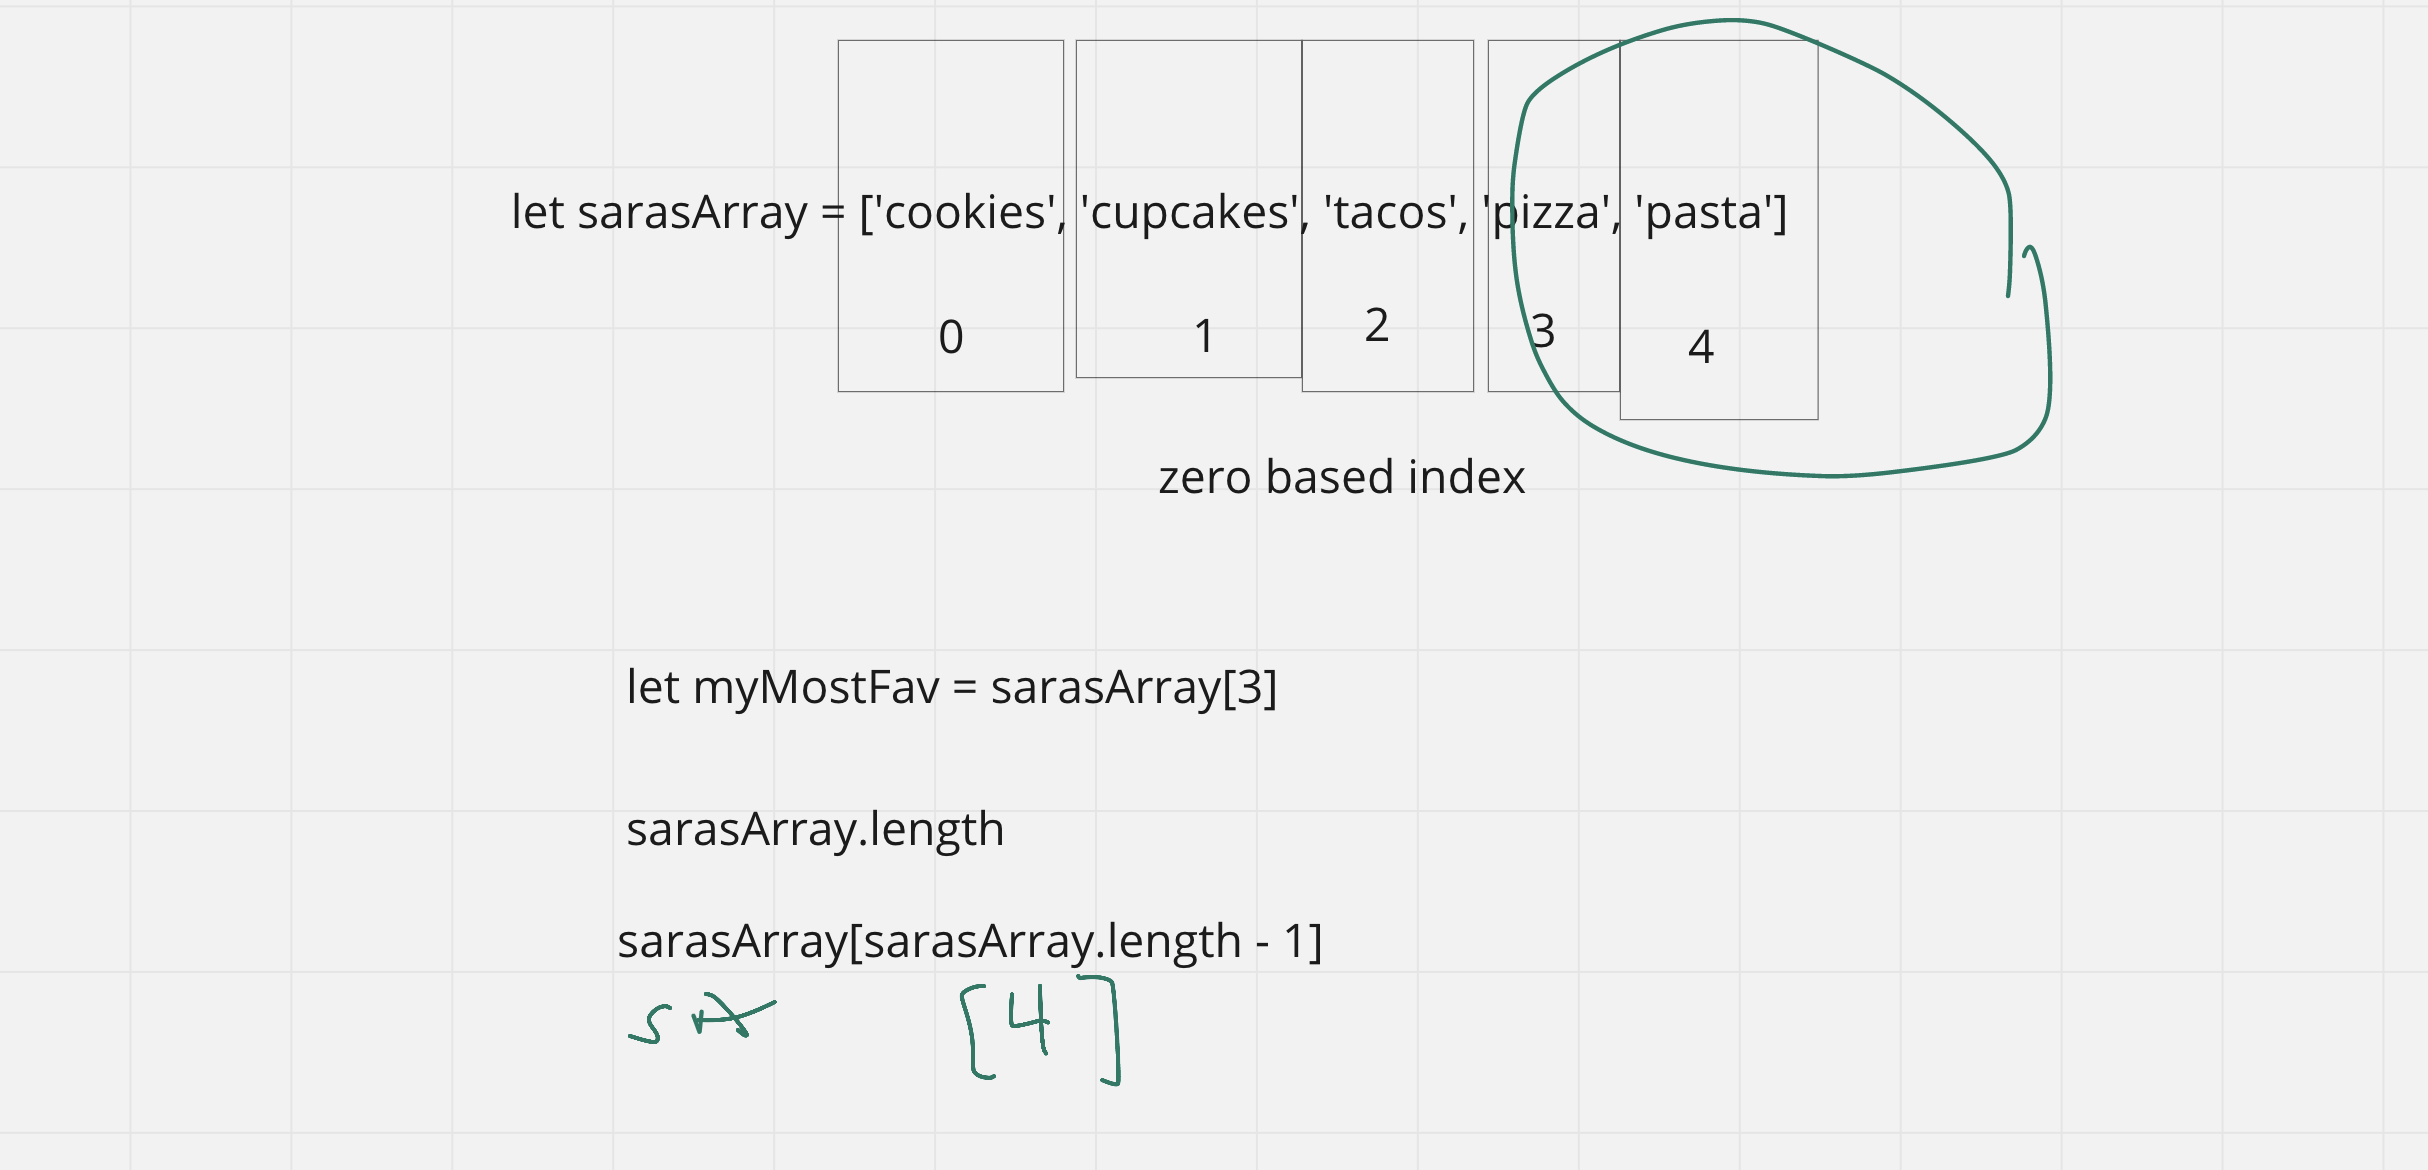 let sarasArray = ['cookies', 'cupcakes', 'tacos', 'pizza', 'pasta']
0 1 2 3 4
zero based index
let myMostFav = sarasArray[3]
sarasArray.length
sarasArray[sarasArray.length - 1]
SA [4]